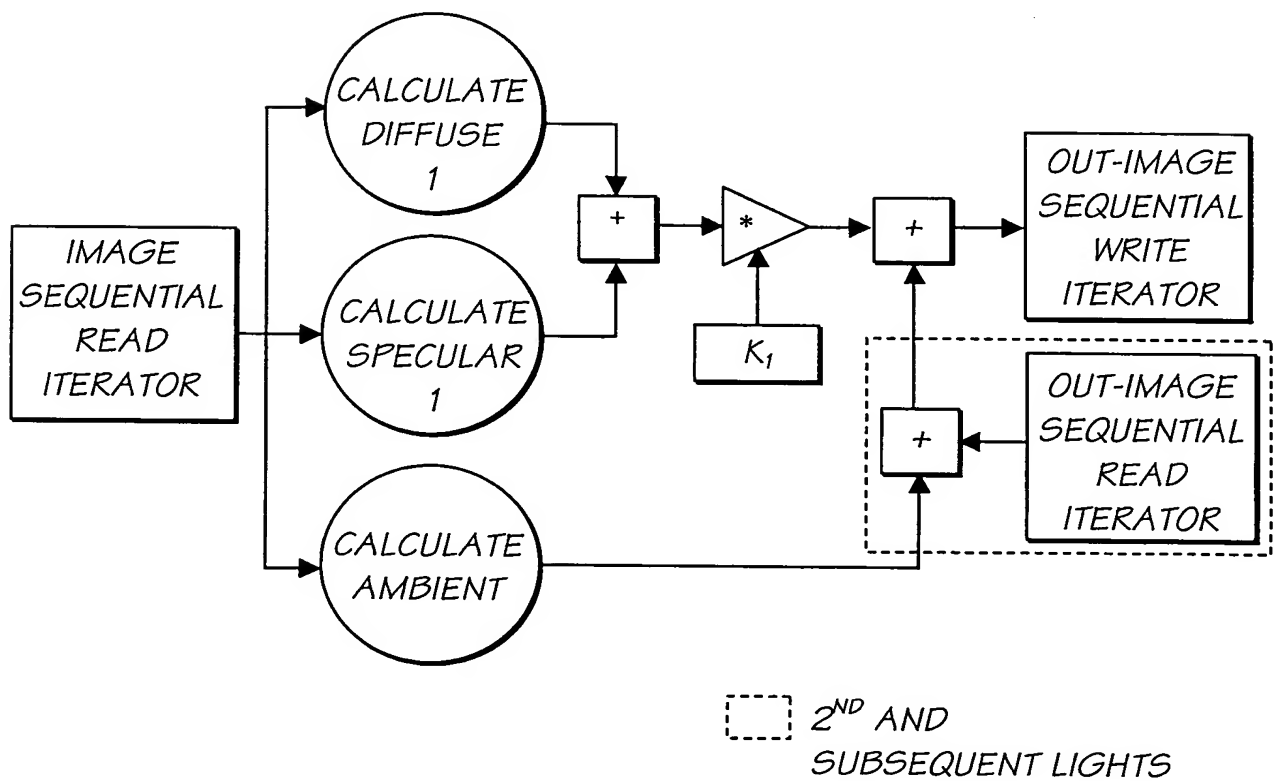 CALCULATE
DIFFUSE
1
IMAGE
SEQUENTIAL
READ
ITERATOR
CALCULATE
SPECULAR
1
CALCULATE
AMBIENT
+
*
K₁
+
OUT-IMAGE
SEQUENTIAL
WRITE
ITERATOR
+
OUT-IMAGE
SEQUENTIAL
READ
ITERATOR
2ᴺᴰ AND
SUBSEQUENT LIGHTS